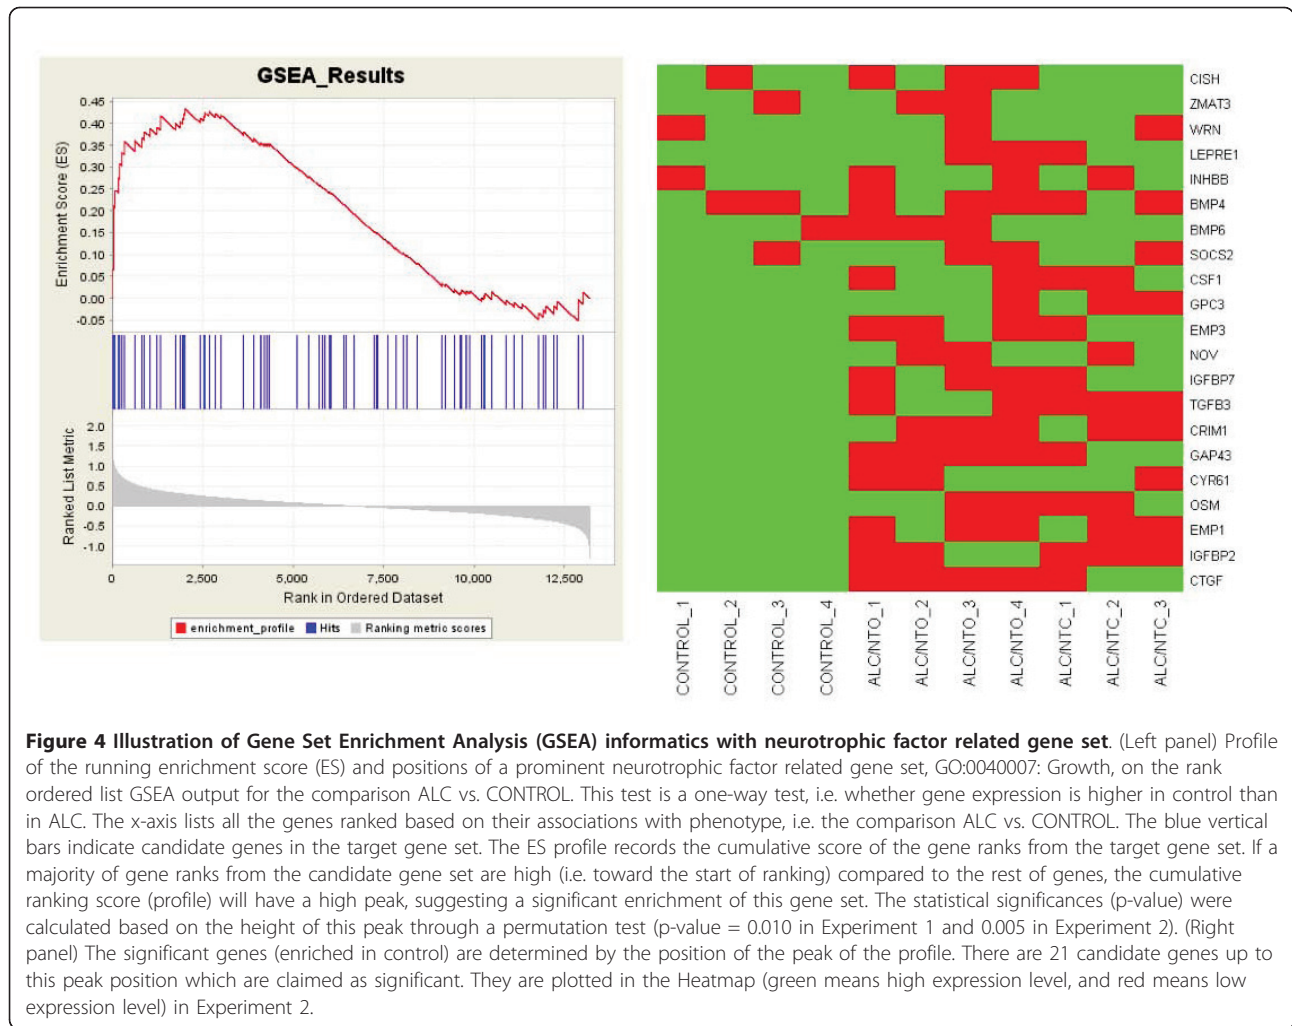 GSEA_Results
Enrichment Score (ES)
0.45
0.40
0.35
0.30
0.25
0.20
0.15
0.10
0.05
0.00
-0.05
Ranked List Metric
2.0
1.5
1.0
0.5
0.0
-0.5
-1.0
0 2,500 5,000 7,500 10,000 12,500
Rank in Ordered Dataset
enrichment_profile Hits Ranking metric scores
CISH
ZMAT3
WRN
LEPRE1
INHBB
BMP4
BMP6
SOCS2
CSF1
GPC3
EMP3
NOV
IGFBP7
TGFB3
CRIM1
GAP43
CYR61
OSM
EMP1
IGFBP2
CTGF
CONTROL_1
CONTROL_2
CONTROL_3
CONTROL_4
ALC/NTO_1
ALC/NTO_2
ALC/NTO_3
ALC/NTO_4
ALC/NTC_1
ALC/NTC_2
ALC/NTC_3
Figure 4 Illustration of Gene Set Enrichment Analysis (GSEA) informatics with neurotrophic factor related gene set. (Left panel) Profile
of the running enrichment score (ES) and positions of a prominent neurotrophic factor related gene set, GO:0040007: Growth, on the rank
ordered list GSEA output for the comparison ALC vs. CONTROL. This test is a one-way test, i.e. whether gene expression is higher in control than
in ALC. The x-axis lists all the genes ranked based on their associations with phenotype, i.e. the comparison ALC vs. CONTROL. The blue vertical
bars indicate candidate genes in the target gene set. The ES profile records the cumulative score of the gene ranks from the target gene set. If a
majority of gene ranks from the candidate gene set are high (i.e. toward the start of ranking) compared to the rest of genes, the cumulative
ranking score (profile) will have a high peak, suggesting a significant enrichment of this gene set. The statistical significances (p-value) were
calculated based on the height of this peak through a permutation test (p-value = 0.010 in Experiment 1 and 0.005 in Experiment 2). (Right
panel) The significant genes (enriched in control) are determined by the position of the peak of the profile. There are 21 candidate genes up to
this peak position which are claimed as significant. They are plotted in the Heatmap (green means high expression level, and red means low
expression level) in Experiment 2.